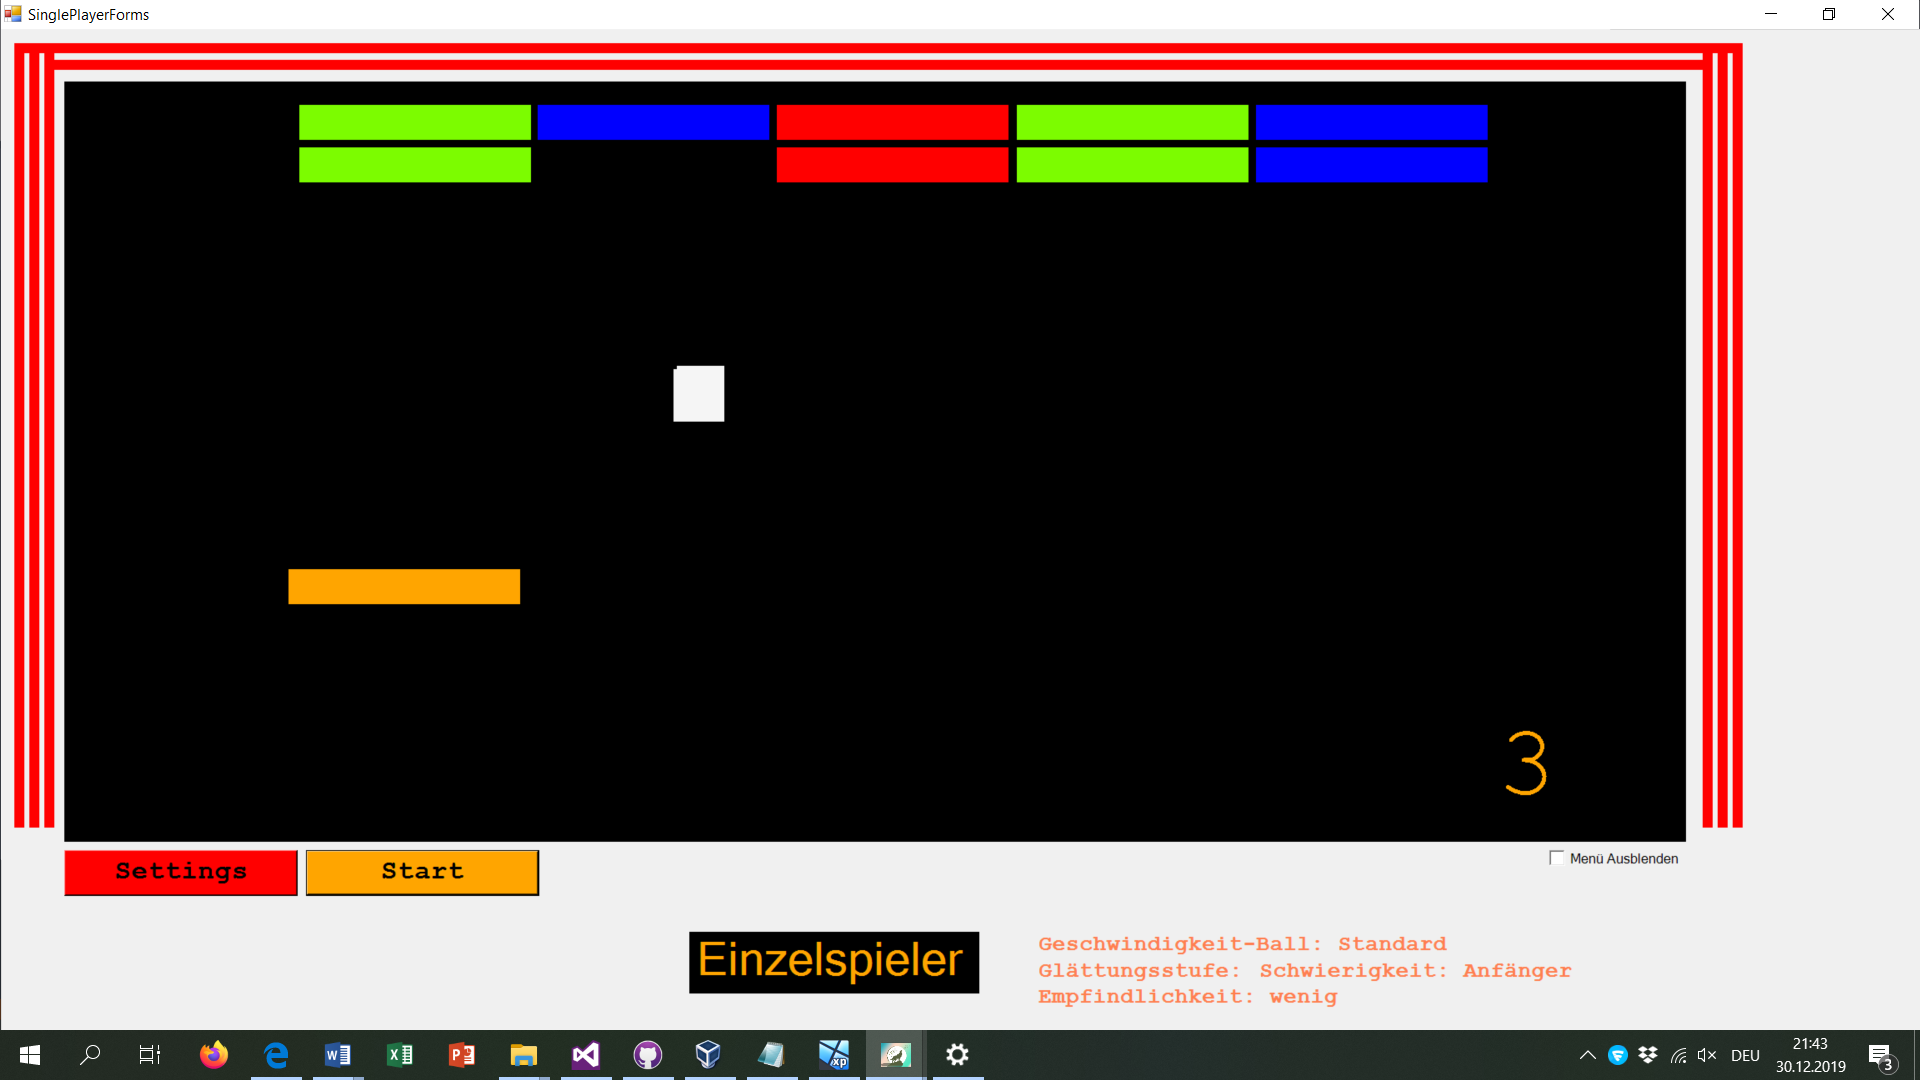 SinglePlayerForms
3
Settings Start
Menü Ausblenden
Einzelspieler
Geschwindigkeit-Ball: Standard
Glättungsstufe: Schwierigkeit: Anfänger
Empfindlichkeit: wenig
DEU
21:43
30.12.2019
3